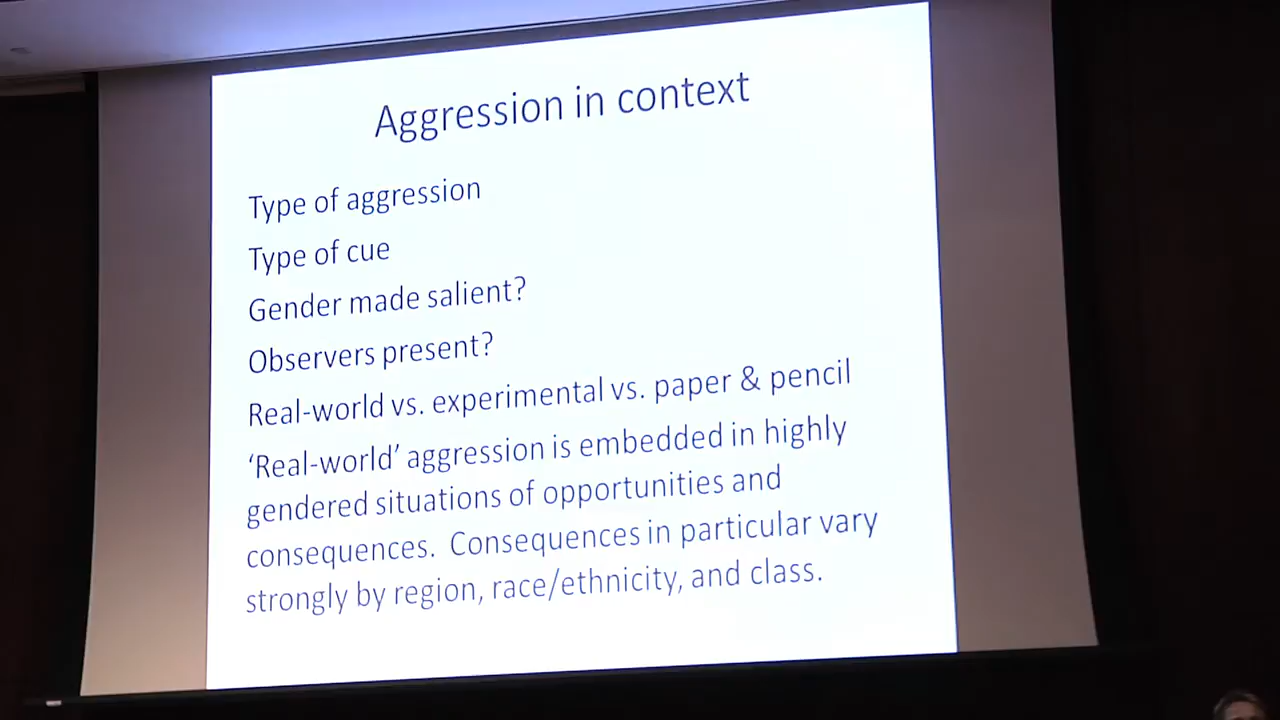 Aggression in context
Type of aggression
Type of cue
Gender made salient?
Observers present?
Real-world vs. experimental vs. paper & pencil
‘Real-world’ aggression is embedded in highly
gendered situations of opportunities and
consequences.  Consequences in particular vary
strongly by region, race/ethnicity, and class.